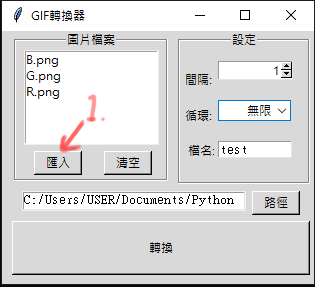 GIF轉換器
圖片檔案
B.png
G.png
R.png
1.
匯入
清空
設定
間隔:
1
循環:
無限
檔名:
test
C:/Users/USER/Documents/Python
路徑
轉換